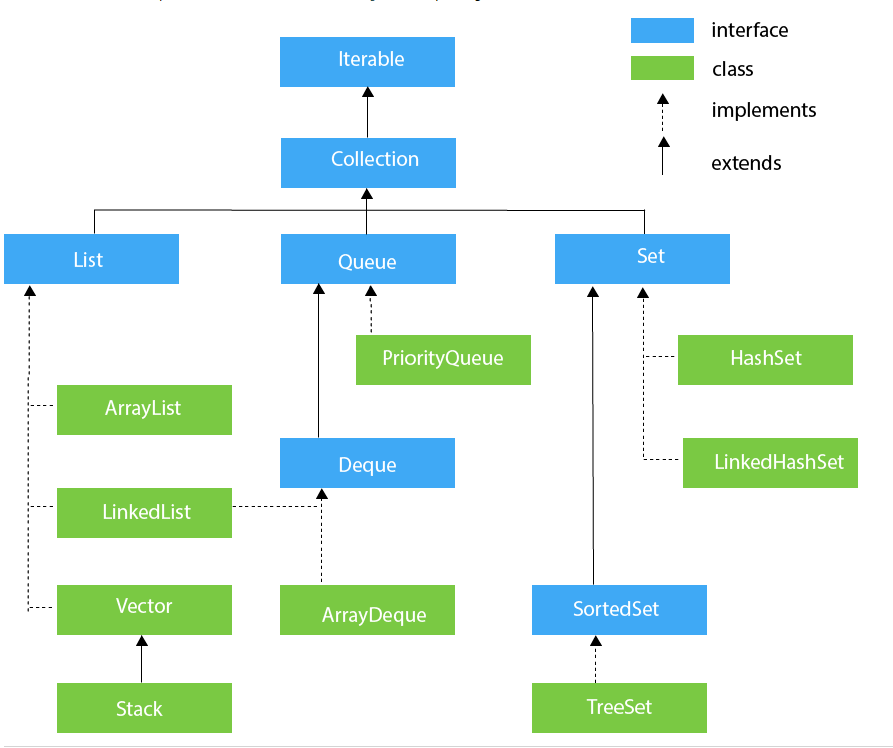 interface
Iterable
class
implements
Collection
extends
List
Queue
Set
PriorityQueue
HashSet
ArrayList
Deque
LinkedHashSet
LinkedList
Vector
ArrayDeque
SortedSet
Stack
TreeSet